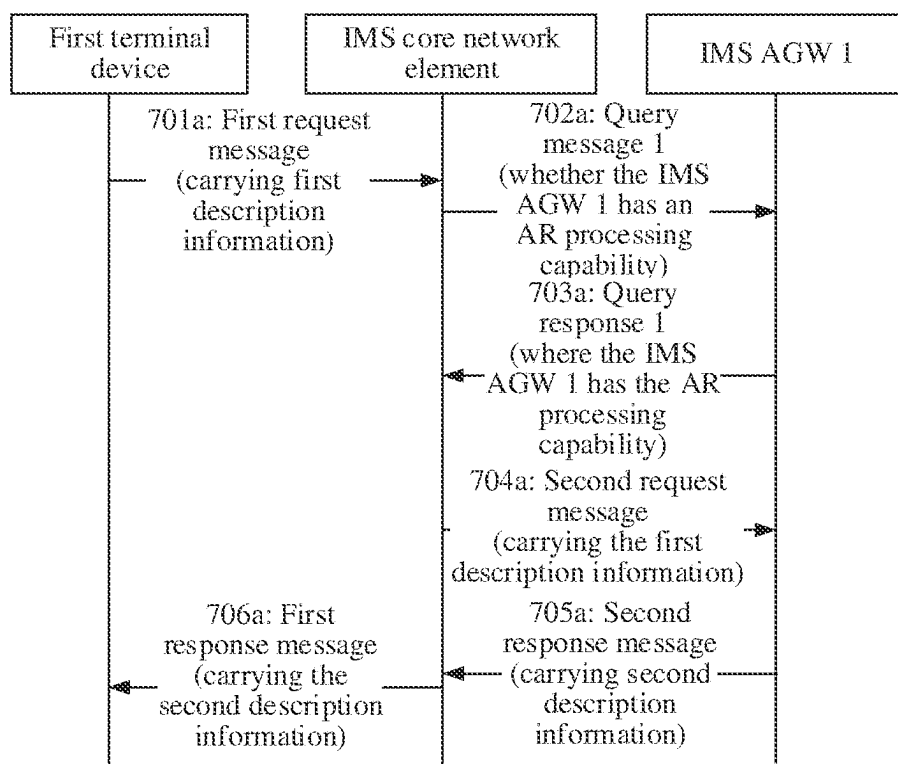 First terminal
device
IMS core network
element
IMS AGW 1
701a: First request
message
(carrying first
description
information)
702a: Query
message 1
(whether the IMS
AGW 1 has an
AR processing
capability)
703a: Query
response 1
(where the IMS
AGW 1 has the AR
processing
capability)
704a: Second request
message
(carrying the first
description information)
705a: Second
response message
(carrying second
description
information)
706a: First
response message
(carrying the
second description
information)